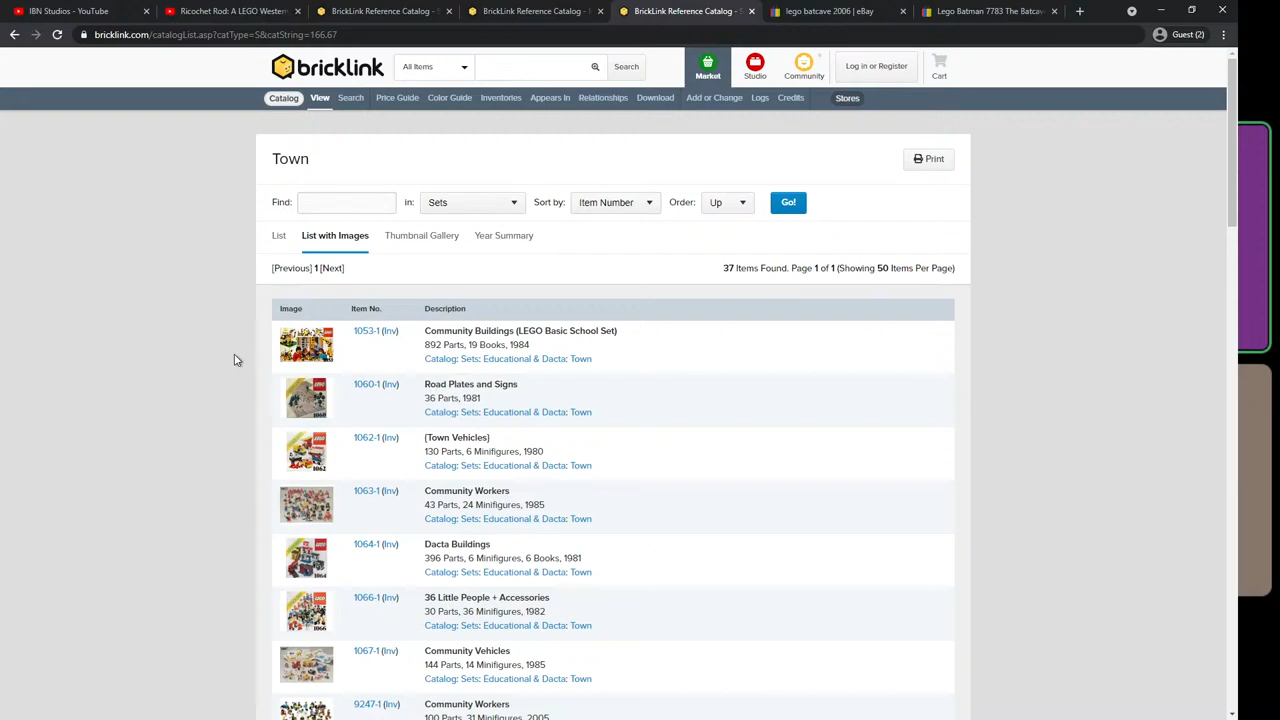 IBN Studios - YouTube
Ricochet Rod: A LEGO Western
BrickLink Reference Catalog - S
BrickLink Reference Catalog -
BrickLink Reference Catalog - S
lego batcave 2006 | eBay
Lego Batman 7783 The Batcave
bricklink.com/catalogList.asp?catType=S&catString=166.67
Guest (2)
bricklink
All Items
Search
Market
Studio
Community
Log in or Register
Cart
Catalog View Search Price Guide Color Guide Inventories Appears In Relationships Download Add or Change Logs Credits Stores
Town
Print
Find: in: Sets Sort by: Item Number Order: Up Go!
List List with Images Thumbnail Gallery Year Summary
[Previous] 1 [Next] 37 Items Found. Page 1 of 1 (Showing 50 Items Per Page)
Image Item No. Description
1053-1 (Inv) Community Buildings (LEGO Basic School Set)
892 Parts, 19 Books, 1984
Catalog: Sets: Educational & Dacta: Town
1060-1 (Inv) Road Plates and Signs
36 Parts, 1981
Catalog: Sets: Educational & Dacta: Town
1062-1 (Inv) {Town Vehicles}
130 Parts, 6 Minifigures, 1980
Catalog: Sets: Educational & Dacta: Town
1063-1 (Inv) Community Workers
43 Parts, 24 Minifigures, 1985
Catalog: Sets: Educational & Dacta: Town
1064-1 (Inv) Dacta Buildings
396 Parts, 6 Minifigures, 6 Books, 1981
Catalog: Sets: Educational & Dacta: Town
1066-1 (Inv) 36 Little People + Accessories
30 Parts, 36 Minifigures, 1982
Catalog: Sets: Educational & Dacta: Town
1067-1 (Inv) Community Vehicles
144 Parts, 14 Minifigures, 1985
Catalog: Sets: Educational & Dacta: Town
9247-1 (Inv) Community Workers
100 Parts, 31 Minifigures, 2005